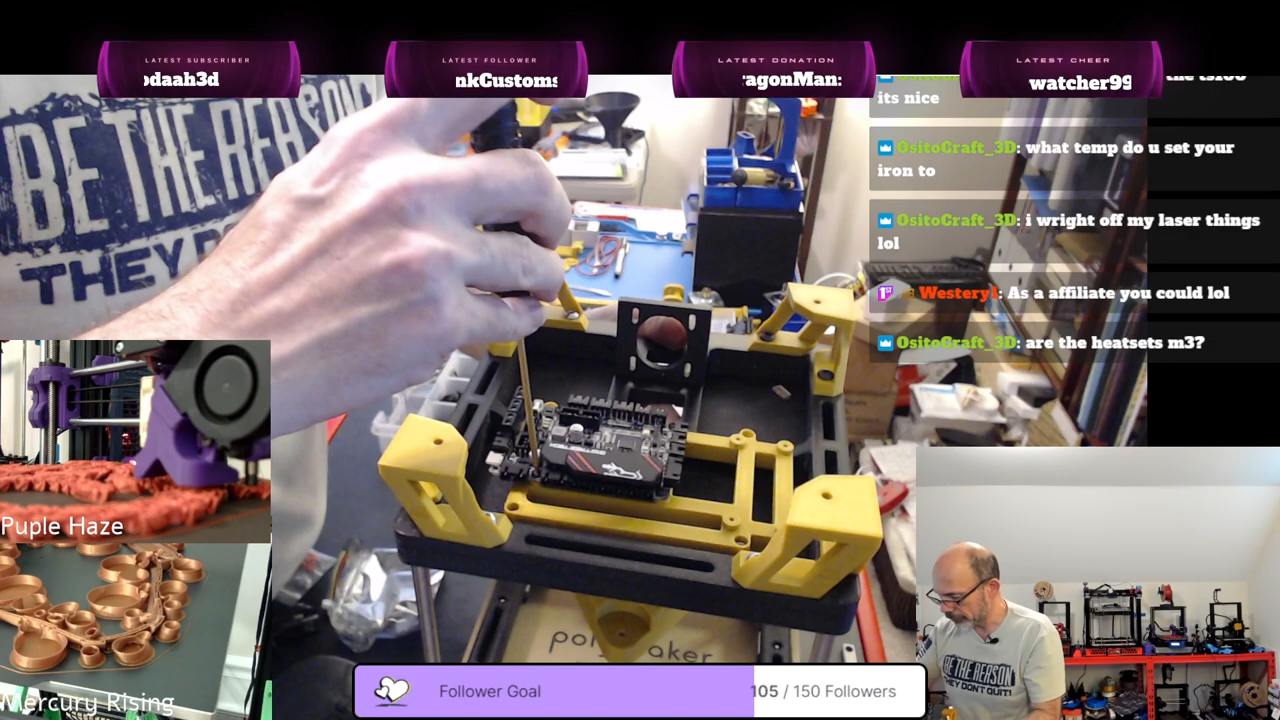 LATEST SUBSCRIBER
daah3d
LATEST FOLLOWER
nkCustoms
LATEST DONATION
agonMan:
LATEST CHEER
watcher99
its nice
OsitoCraft_3D: what temp do u set your
iron to
OsitoCraft_3D: i wright off my laser things
lol
Westery1: As a affiliate you could lol
OsitoCraft_3D: are the heatsets m3?
BE THE REASON
THEY
Puple Haze
Mercury Rising
Follower Goal
105 / 150 Followers
BE THE REASON
THEY DON'T QUIT!